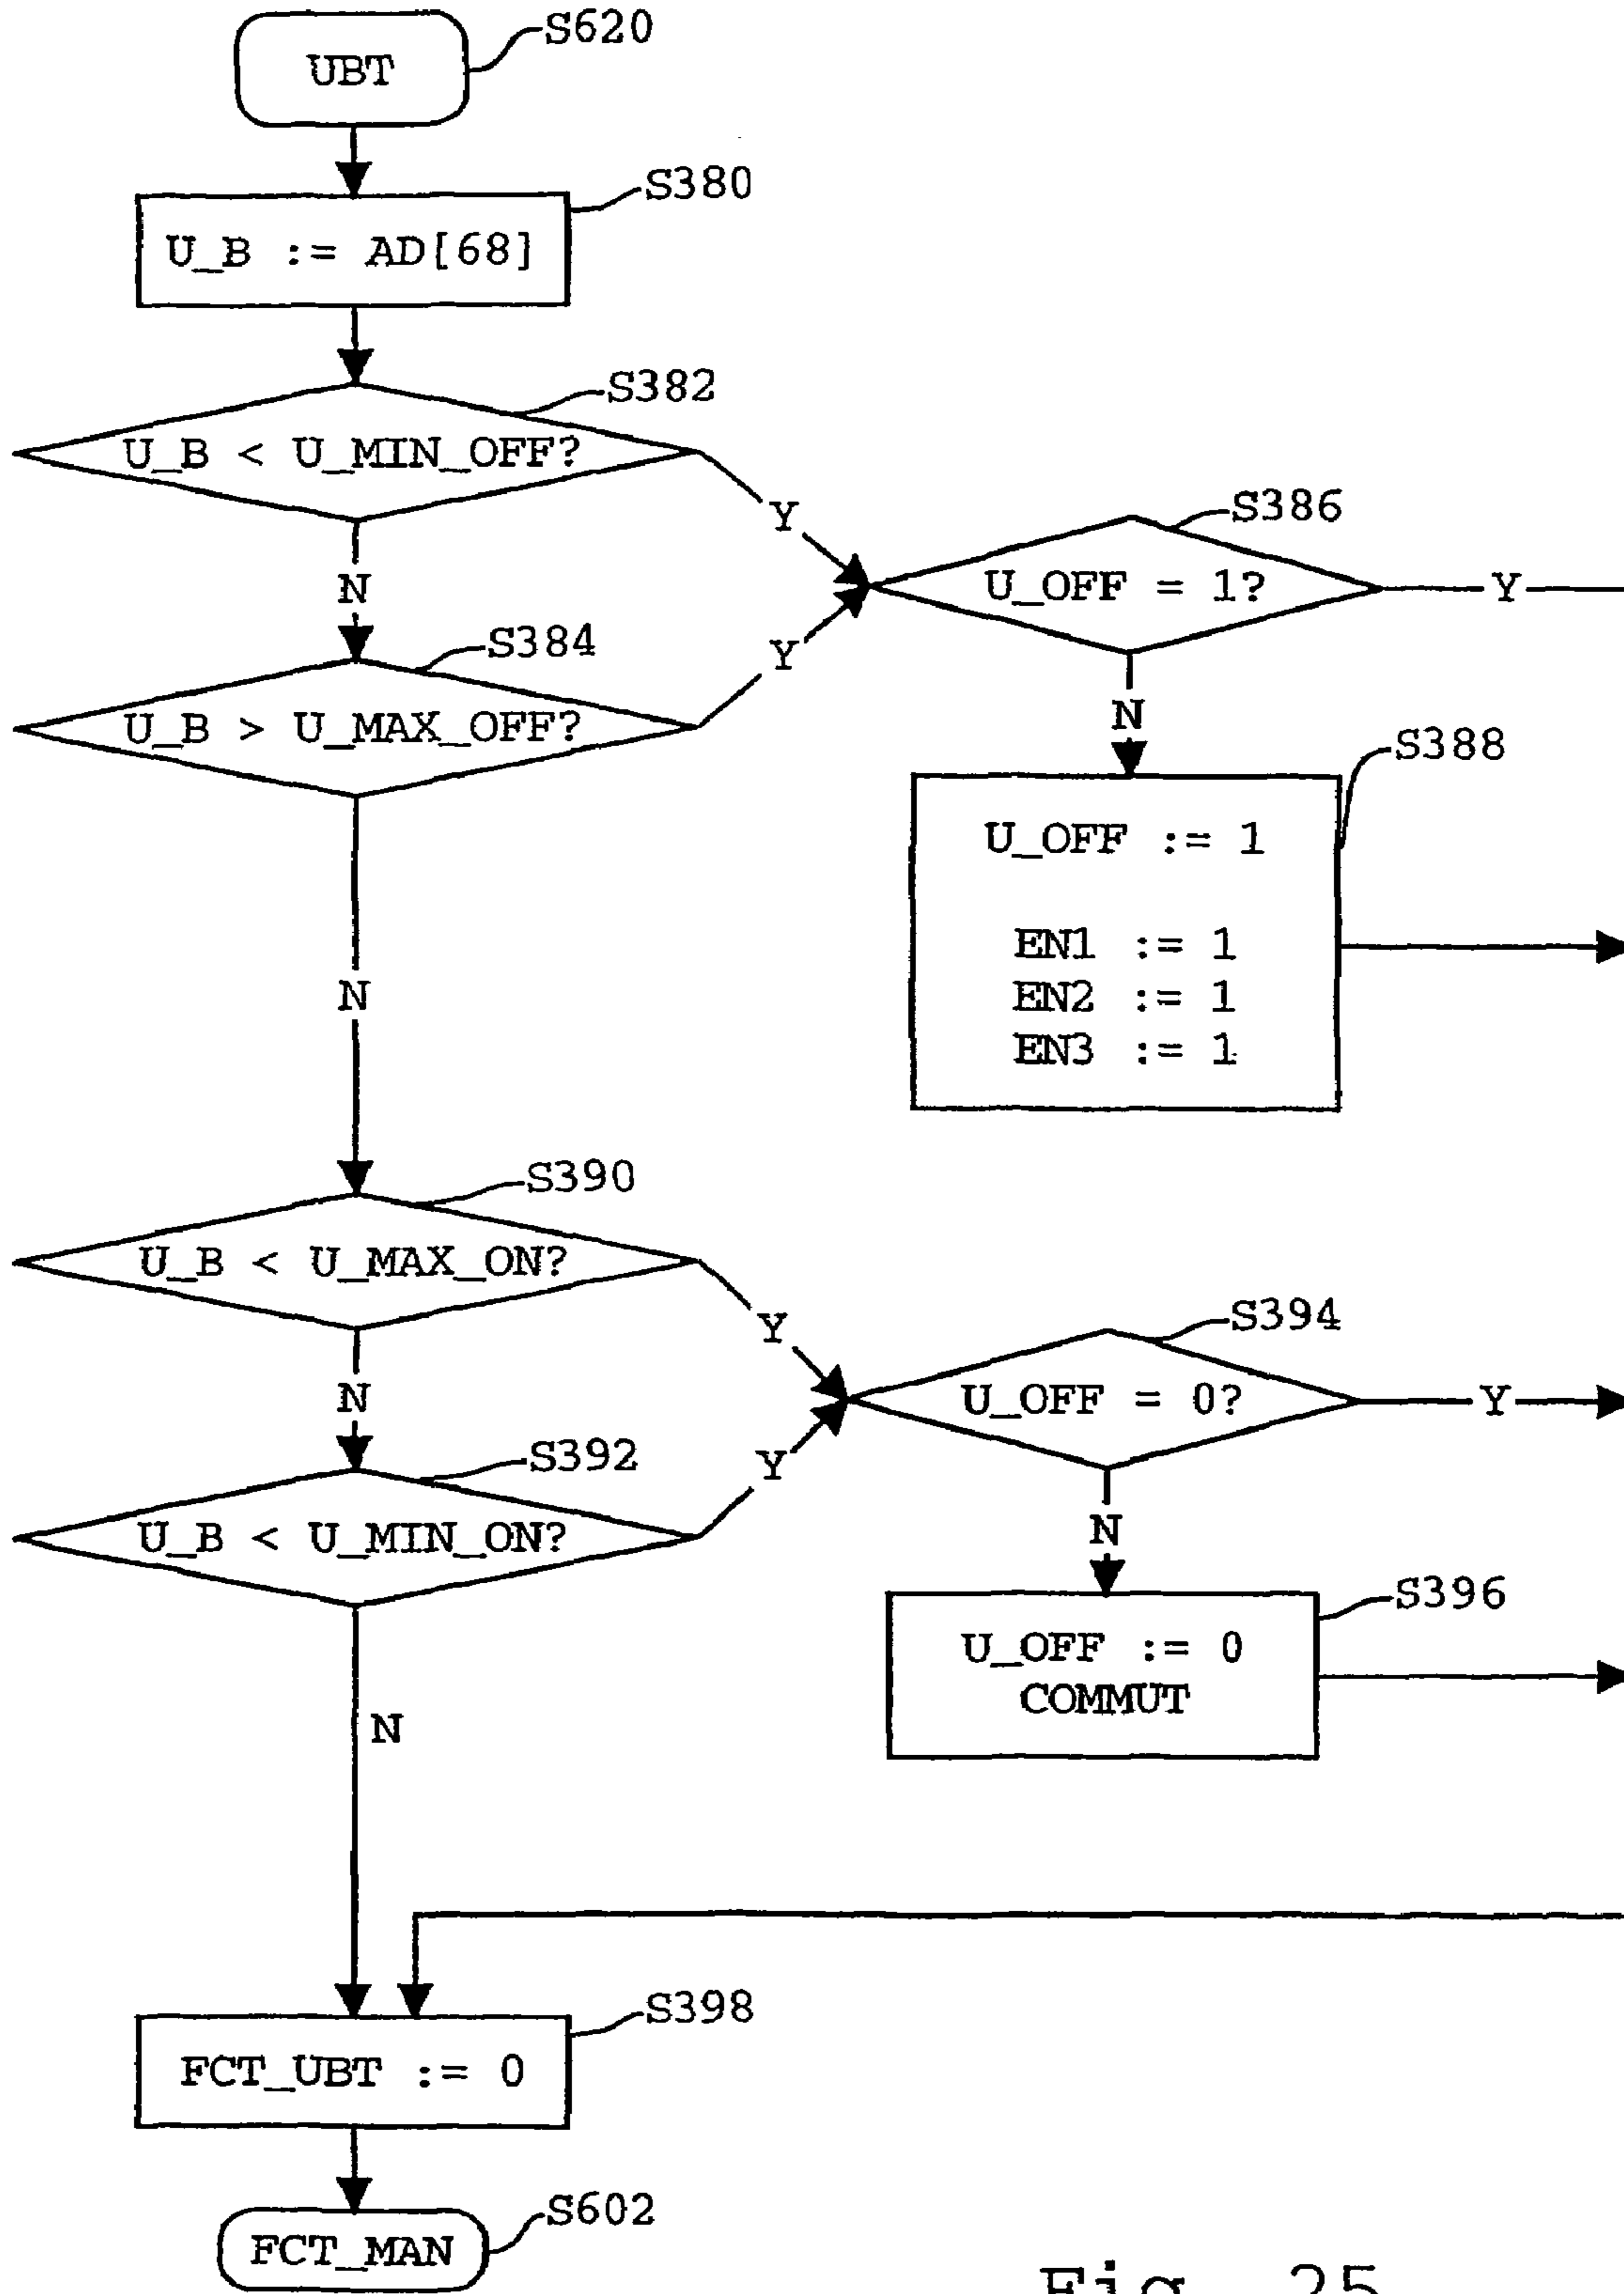 S620
UBT
S380
U_B := AD[68]
S382
U_B < U_MIN_OFF?
Y
S386
U_OFF = 1?
Y
N
S384
Y
U_B > U_MAX_OFF?
N
S388
U_OFF := 1
EN1 := 1
EN2 := 1
EN3 := 1
N
S390
U_B < U_MAX_ON?
Y
S394
U_OFF = 0?
Y
N
S392
Y
U_B < U_MIN_ON?
N
S396
U_OFF := 0
COMMUT
N
S398
FCT_UBT := 0
S602
FCT_MAN
Fig. 25